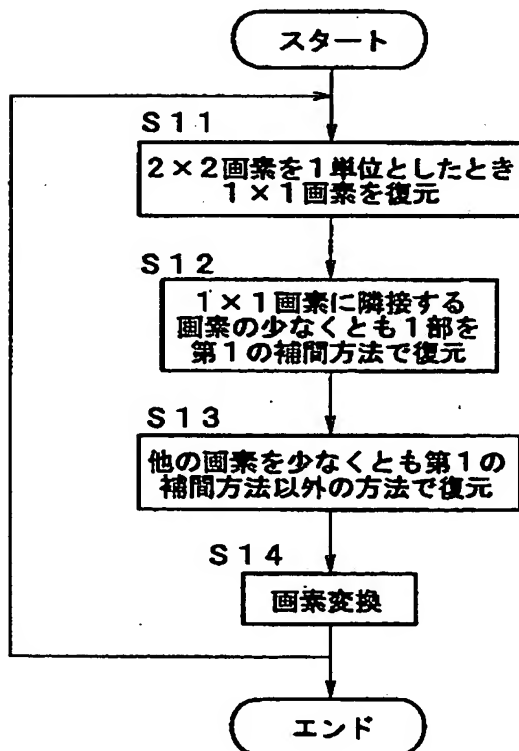 スタート
S11
2×2画素を1単位としたとき
1×1画素を復元
S12
1×1画素に隣接する
画素の少なくとも1部を
第1の補間方法で復元
S13
他の画素を少なくとも第1の
補間方法以外の方法で復元
S14
画素変換
エンド